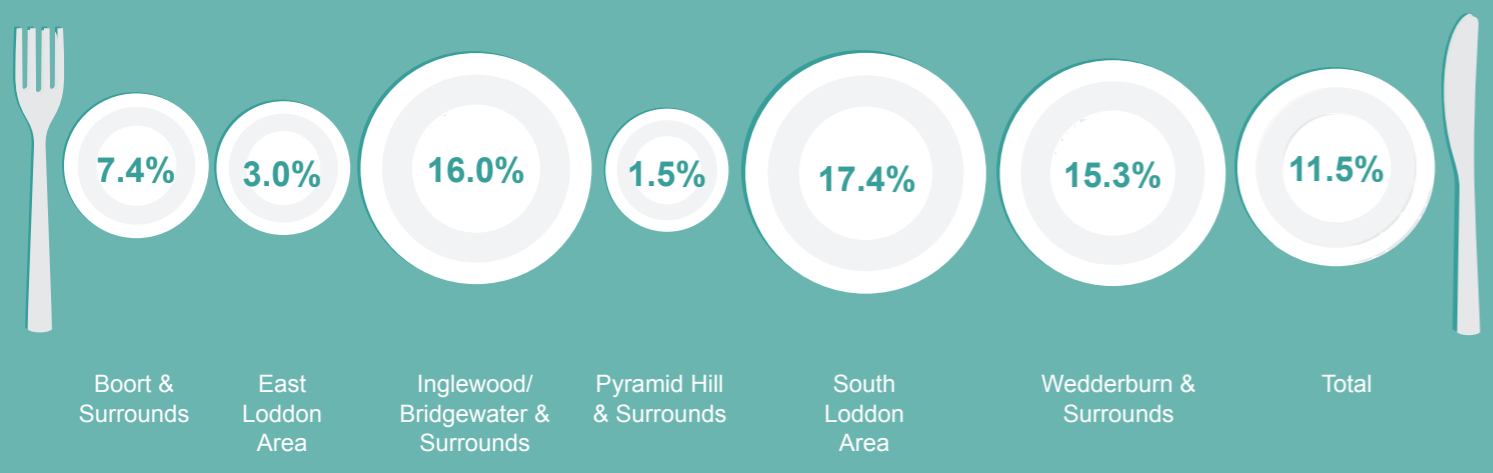 7.4%
3.0%
16.0%
1.5%
17.4%
15.3%
11.5%
Boort &
Surrounds
East
Loddon
Area
Inglewood/
Bridgewater &
Surrounds
Pyramid Hill
& Surrounds
South
Loddon
Area
Wedderburn &
Surrounds
Total